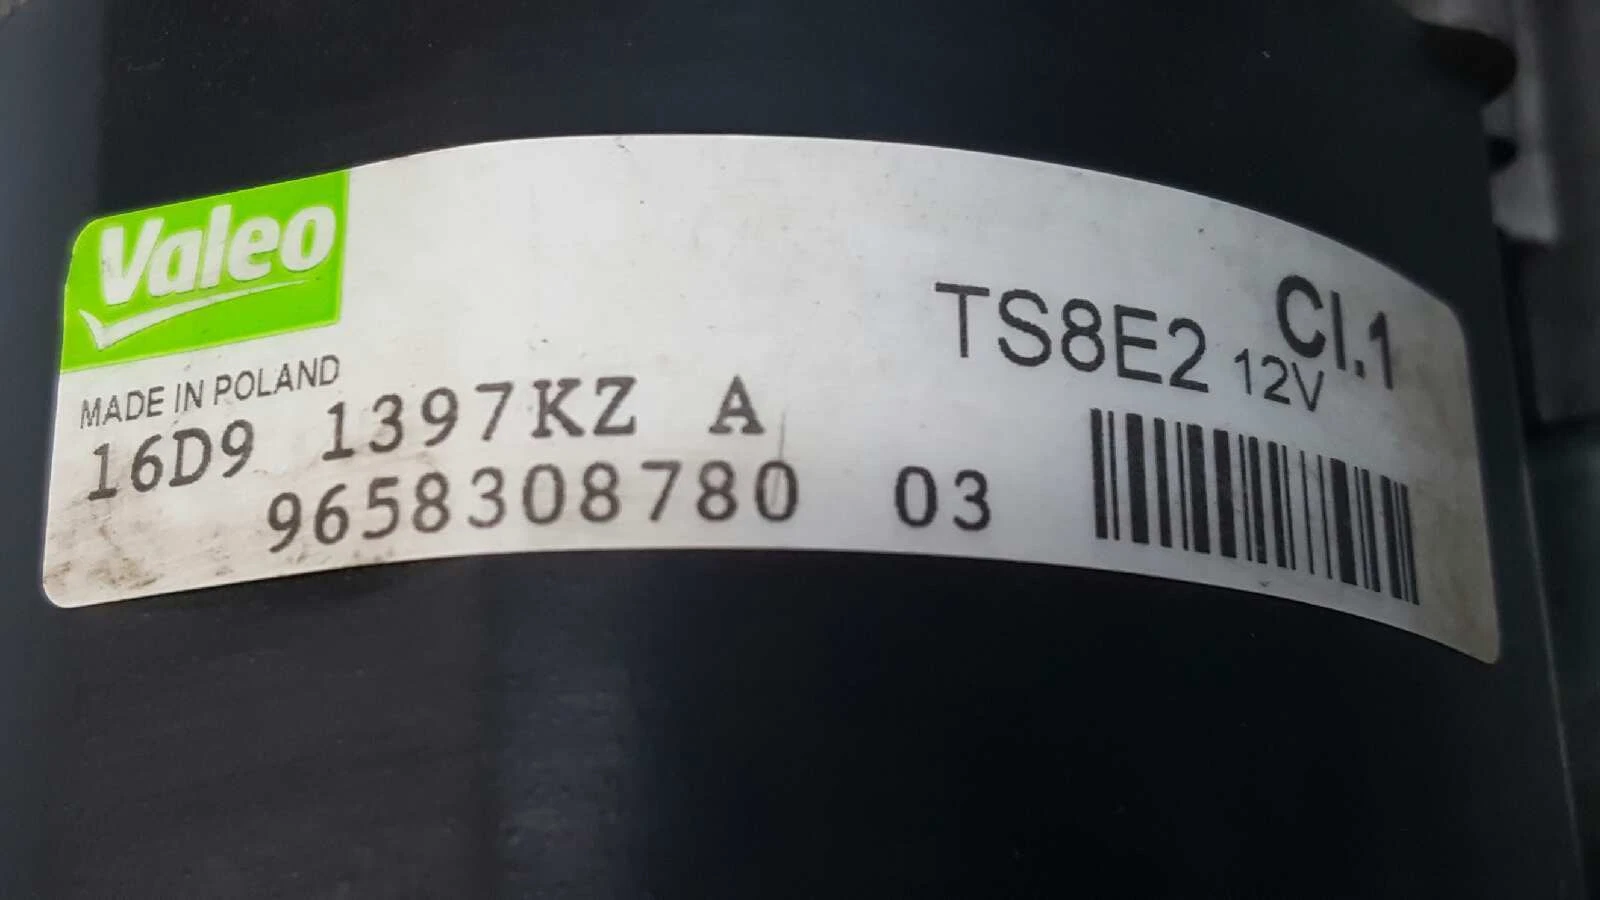 Valeo
MADE IN POLAND
TS8E2 12V Cl.1
16D9 1397KZ A
9658308780 03